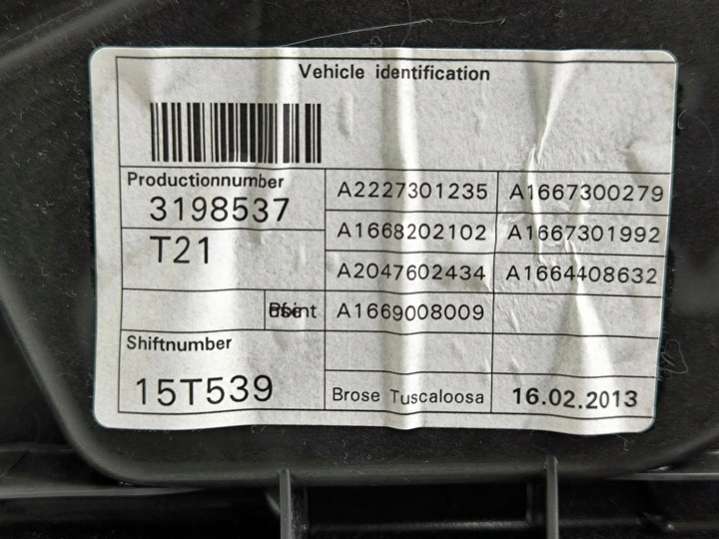 Vehicle identification
Productionnumber
3198537
T21
A2227301235 A1667300279
A1668202102 A1667301992
A2047602434 A1664408632
A1669008009
Shiftnumber
15T539
Brose Tuscaloosa 16.02.2013